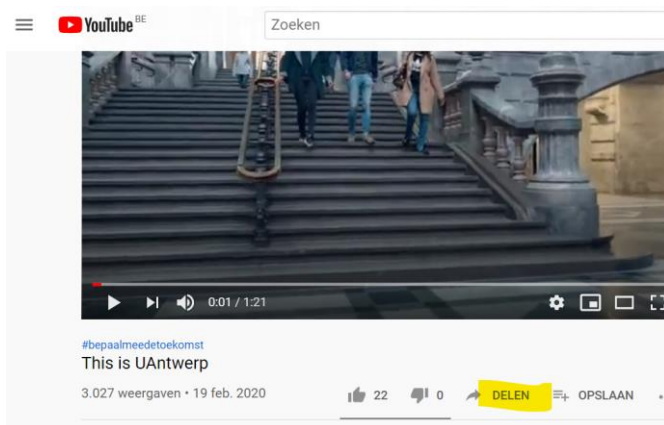 YouTube BE
Zoeken
0:01 / 1:21
#bepaalmeedetoekomst
This is UAntwerp
3.027 weergaven • 19 feb. 2020
22
0
DELEN
OPSLAAN